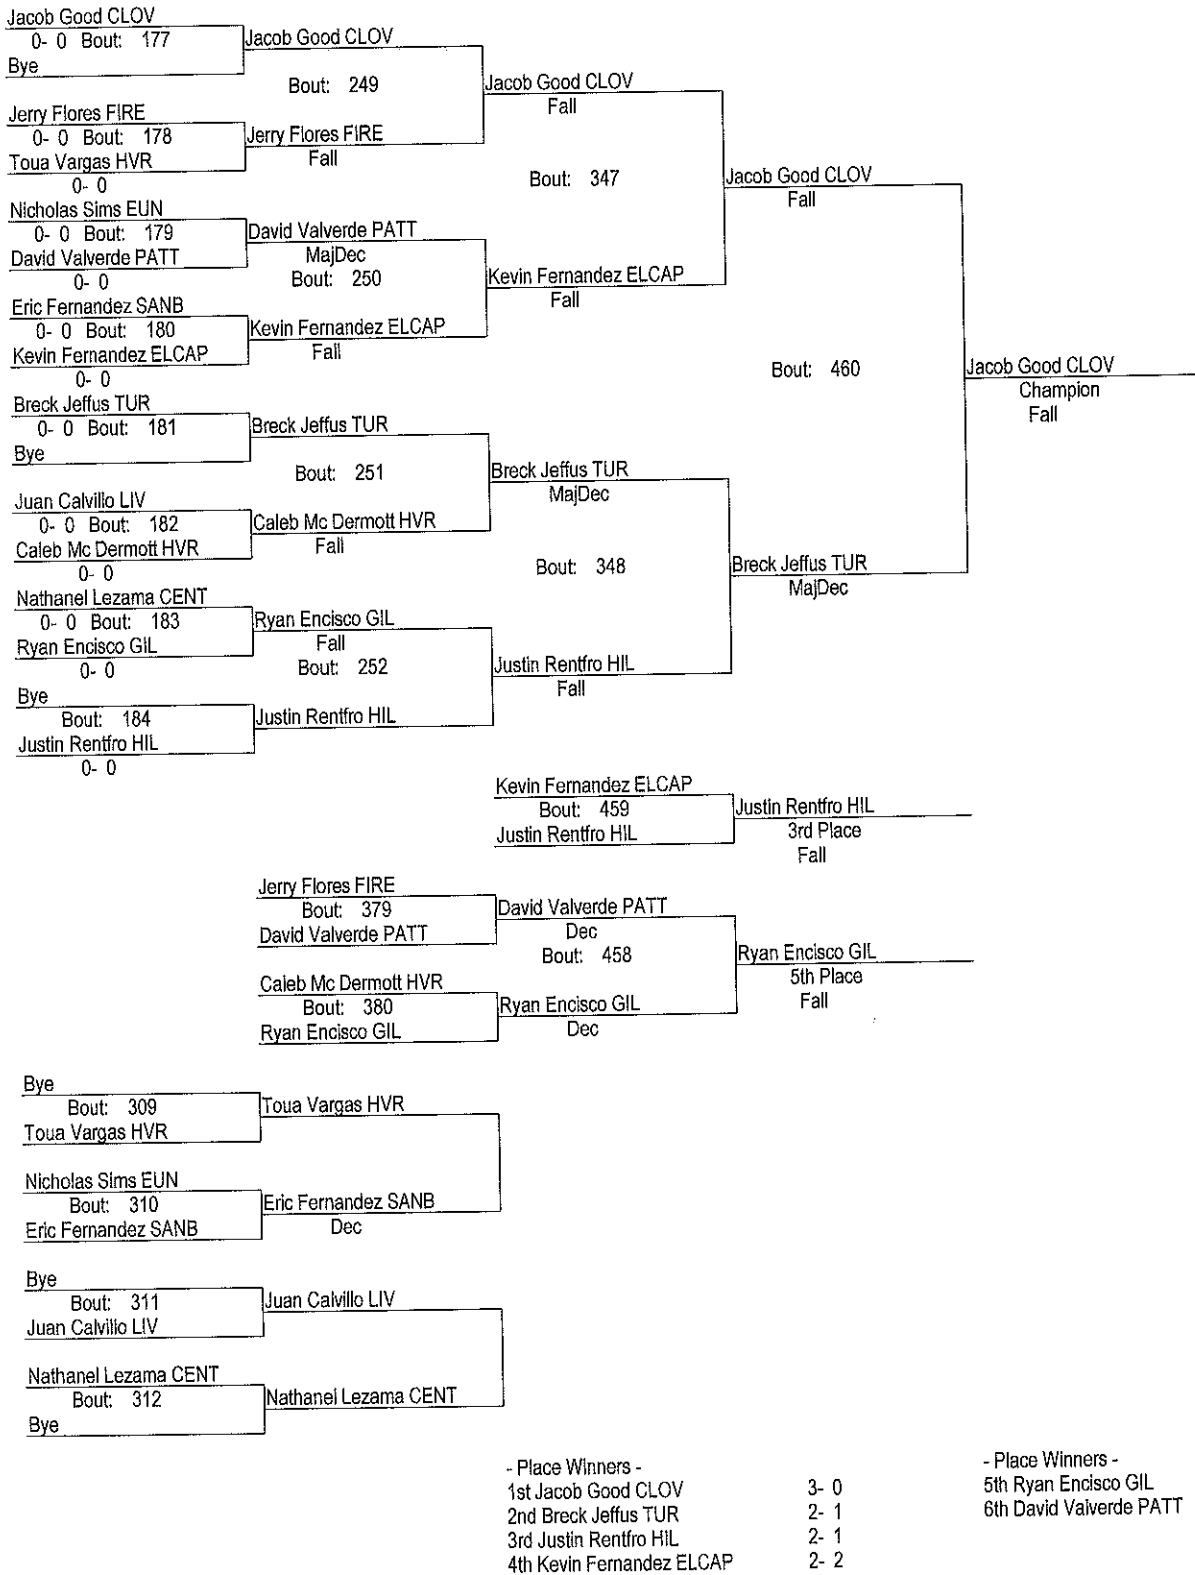 Jacob Good CLOV
0- 0 Bout: 177
Bye
Jacob Good CLOV
Bout: 249
Jerry Flores FIRE
0- 0 Bout: 178
Toua Vargas HVR
0- 0
Jerry Flores FIRE
Fall
Jacob Good CLOV
Fall
Bout: 347
Nicholas Sims EUN
0- 0 Bout: 179
David Valverde PATT
0- 0
David Valverde PATT
MajDec
Bout: 250
Eric Fernandez SANB
0- 0 Bout: 180
Kevin Fernandez ELCAP
0- 0
Kevin Fernandez ELCAP
Fall
Kevin Fernandez ELCAP
Fall
Jacob Good CLOV
Fall
Bout: 460
Jacob Good CLOV
Champion
Fall
Breck Jeffus TUR
0- 0 Bout: 181
Bye
Breck Jeffus TUR
Bout: 251
Juan Calvillo LIV
0- 0 Bout: 182
Caleb Mc Dermott HVR
0- 0
Caleb Mc Dermott HVR
Fall
Breck Jeffus TUR
MajDec
Bout: 348
Nathanel Lezama CENT
0- 0 Bout: 183
Ryan Encisco GIL
0- 0
Ryan Encisco GIL
Fall
Bout: 252
Bye
Bout: 184
Justin Rentfro HIL
0- 0
Justin Rentfro HIL
Justin Rentfro HIL
Fall
Breck Jeffus TUR
MajDec
Kevin Fernandez ELCAP
Bout: 459
Justin Rentfro HIL
Justin Rentfro HIL
3rd Place
Fall
Jerry Flores FIRE
Bout: 379
David Valverde PATT
David Valverde PATT
Dec
Bout: 458
Caleb Mc Dermott HVR
Bout: 380
Ryan Encisco GIL
Ryan Encisco GIL
Dec
Ryan Encisco GIL
5th Place
Fall
Bye
Bout: 309
Toua Vargas HVR
Toua Vargas HVR
Nicholas Sims EUN
Bout: 310
Eric Fernandez SANB
Eric Fernandez SANB
Dec
Bye
Bout: 311
Juan Calvillo LIV
Juan Calvillo LIV
Nathanel Lezama CENT
Bout: 312
Bye
Nathanel Lezama CENT
- Place Winners -
1st Jacob Good CLOV 3- 0
2nd Breck Jeffus TUR 2- 1
3rd Justin Rentfro HIL 2- 1
4th Kevin Fernandez ELCAP 2- 2
- Place Winners -
5th Ryan Encisco GIL
6th David Valverde PATT